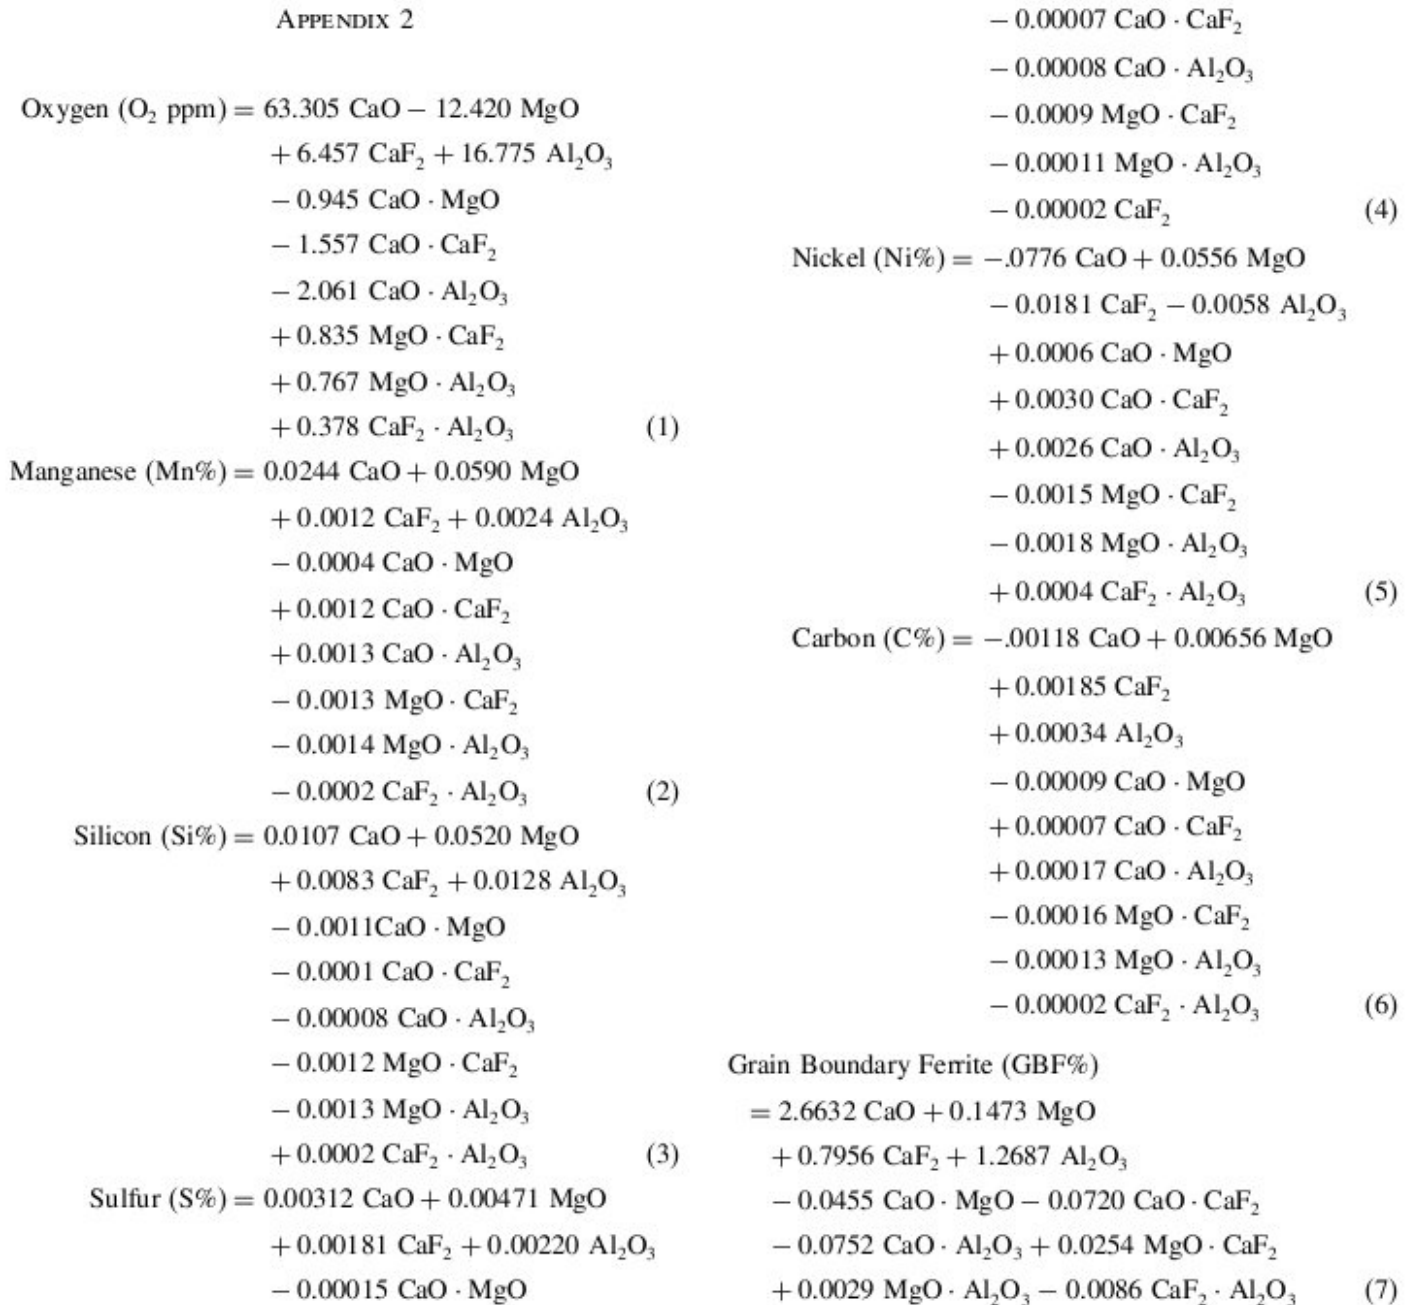 APPENDIX 2
Oxygen (O₂ ppm) = 63.305 CaO − 12.420 MgO
+ 6.457 CaF₂ + 16.775 Al₂O₃
− 0.945 CaO · MgO
− 1.557 CaO · CaF₂
− 2.061 CaO · Al₂O₃
+ 0.835 MgO · CaF₂
+ 0.767 MgO · Al₂O₃
+ 0.378 CaF₂ · Al₂O₃ (1)
Manganese (Mn%) = 0.0244 CaO + 0.0590 MgO
+ 0.0012 CaF₂ + 0.0024 Al₂O₃
− 0.0004 CaO · MgO
+ 0.0012 CaO · CaF₂
+ 0.0013 CaO · Al₂O₃
− 0.0013 MgO · CaF₂
− 0.0014 MgO · Al₂O₃
− 0.0002 CaF₂ · Al₂O₃ (2)
Silicon (Si%) = 0.0107 CaO + 0.0520 MgO
+ 0.0083 CaF₂ + 0.0128 Al₂O₃
− 0.0011CaO · MgO
− 0.0001 CaO · CaF₂
− 0.00008 CaO · Al₂O₃
− 0.0012 MgO · CaF₂
− 0.0013 MgO · Al₂O₃
+ 0.0002 CaF₂ · Al₂O₃ (3)
Sulfur (S%) = 0.00312 CaO + 0.00471 MgO
+ 0.00181 CaF₂ + 0.00220 Al₂O₃
− 0.00015 CaO · MgO
− 0.00007 CaO · CaF₂
− 0.00008 CaO · Al₂O₃
− 0.0009 MgO · CaF₂
− 0.00011 MgO · Al₂O₃
− 0.00002 CaF₂ (4)
Nickel (Ni%) = −.0776 CaO + 0.0556 MgO
− 0.0181 CaF₂ − 0.0058 Al₂O₃
+ 0.0006 CaO · MgO
+ 0.0030 CaO · CaF₂
+ 0.0026 CaO · Al₂O₃
− 0.0015 MgO · CaF₂
− 0.0018 MgO · Al₂O₃
+ 0.0004 CaF₂ · Al₂O₃ (5)
Carbon (C%) = −.00118 CaO + 0.00656 MgO
+ 0.00185 CaF₂
+ 0.00034 Al₂O₃
− 0.00009 CaO · MgO
+ 0.00007 CaO · CaF₂
+ 0.00017 CaO · Al₂O₃
− 0.00016 MgO · CaF₂
− 0.00013 MgO · Al₂O₃
− 0.00002 CaF₂ · Al₂O₃ (6)
Grain Boundary Ferrite (GBF%)
= 2.6632 CaO + 0.1473 MgO
+ 0.7956 CaF₂ + 1.2687 Al₂O₃
− 0.0455 CaO · MgO − 0.0720 CaO · CaF₂
− 0.0752 CaO · Al₂O₃ + 0.0254 MgO · CaF₂
+ 0.0029 MgO · Al₂O₃ − 0.0086 CaF₂ · Al₂O₃ (7)